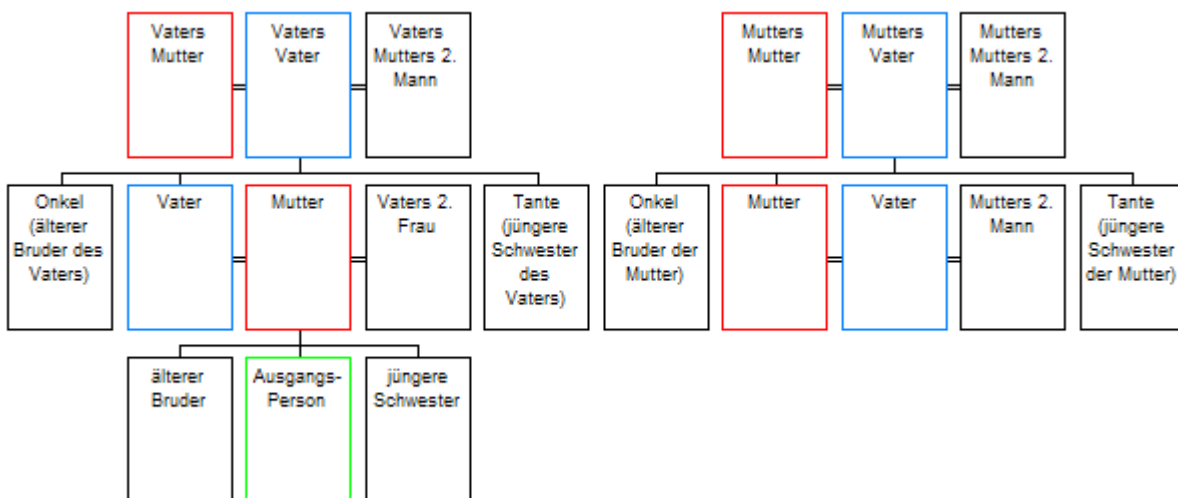 Vaters
Mutter
Vaters
Vater
Vaters
Mutters 2.
Mann
Mutters
Mutter
Mutters
Vater
Mutters
Mutters 2.
Mann
Onkel
(älterer
Bruder des
Vaters)
Vater
Mutter
Vaters 2.
Frau
Tante
(jüngere
Schwester
des
Vaters)
Onkel
(älterer
Bruder der
Mutter)
Mutter
Vater
Mutters 2.
Mann
Tante
(jüngere
Schwester
der Mutter)
älterer
Bruder
Ausgangs-
Person
jüngere
Schwester